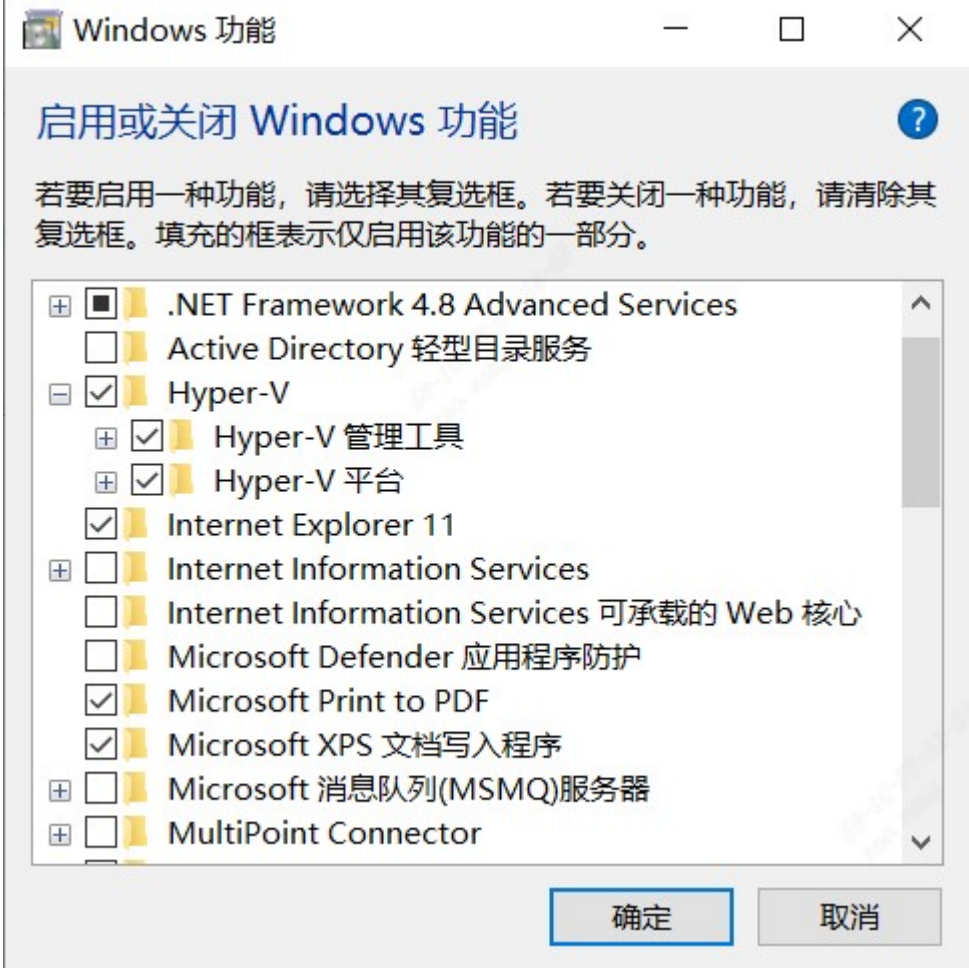 Windows 功能
启用或关闭 Windows 功能
若要启用一种功能，请选择其复选框。若要关闭一种功能，请清除其
复选框。填充的框表示仅启用该功能的一部分。
.NET Framework 4.8 Advanced Services
Active Directory 轻型目录服务
Hyper-V
Hyper-V 管理工具
Hyper-V 平台
Internet Explorer 11
Internet Information Services
Internet Information Services 可承载的 Web 核心
Microsoft Defender 应用程序防护
Microsoft Print to PDF
Microsoft XPS 文档写入程序
Microsoft 消息队列(MSMQ)服务器
MultiPoint Connector
确定
取消